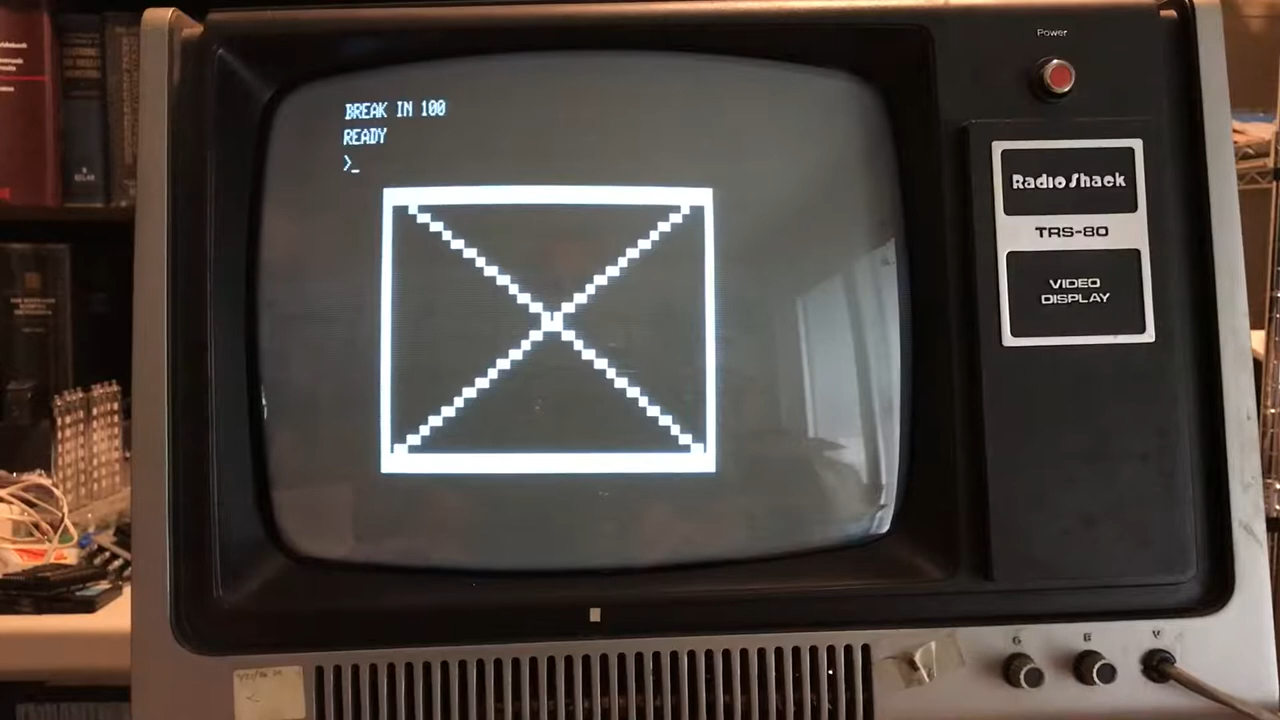 BREAK IN 100
READY
>_
Power
Radio Shack
TRS-80
VIDEO
DISPLAY
V